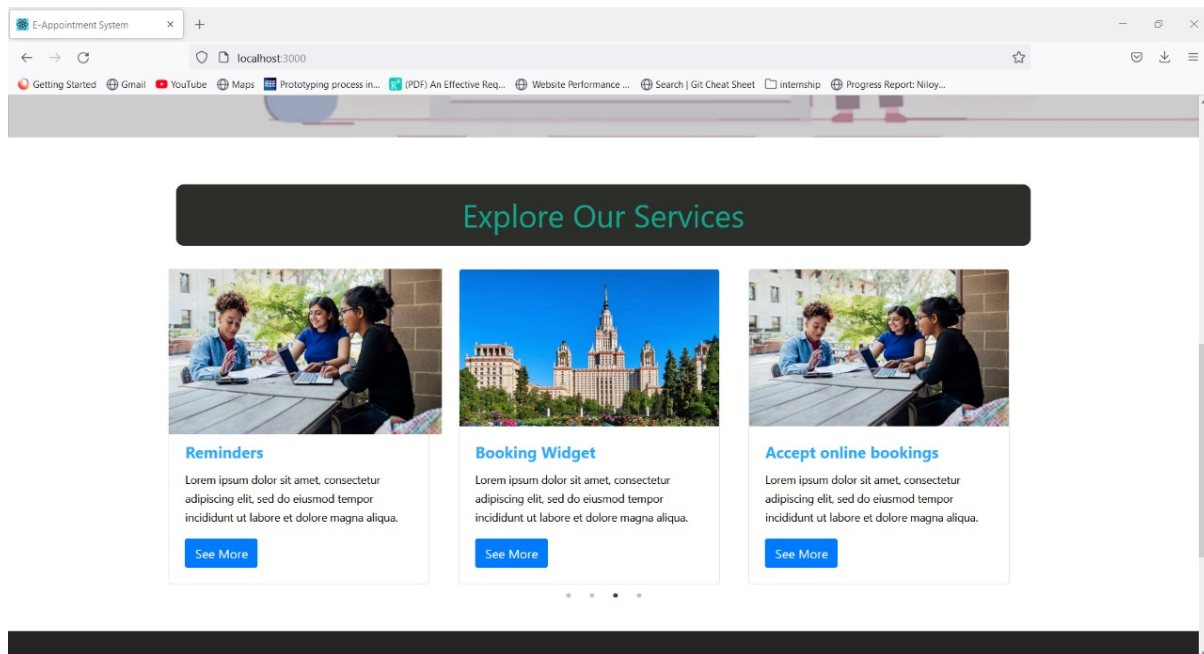 E-Appointment System
localhost:3000
Getting Started Gmail YouTube Maps Prototyping process in... (PDF) An Effective Req... Website Performance ... Search | Git Cheat Sheet internship Progress Report: Niloy...
Explore Our Services
Reminders
Lorem ipsum dolor sit amet, consectetur
adipiscing elit, sed do eiusmod tempor
incididunt ut labore et dolore magna aliqua.
See More
Booking Widget
Lorem ipsum dolor sit amet, consectetur
adipiscing elit, sed do eiusmod tempor
incididunt ut labore et dolore magna aliqua.
See More
Accept online bookings
Lorem ipsum dolor sit amet, consectetur
adipiscing elit, sed do eiusmod tempor
incididunt ut labore et dolore magna aliqua.
See More